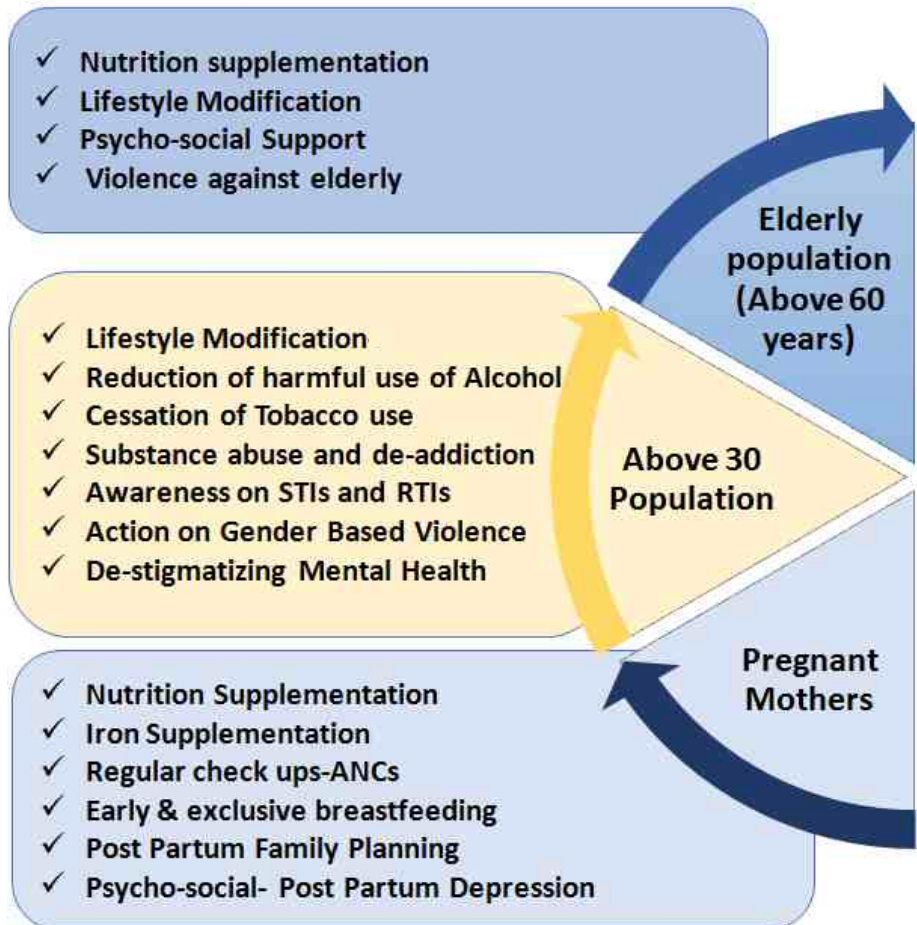 ✓ Nutrition supplementation
✓ Lifestyle Modification
✓ Psycho-social Support
✓ Violence against elderly
Elderly
population
(Above 60
years)
✓ Lifestyle Modification
✓ Reduction of harmful use of Alcohol
✓ Cessation of Tobacco use
✓ Substance abuse and de-addiction
✓ Awareness on STIs and RTIs
✓ Action on Gender Based Violence
✓ De-stigmatizing Mental Health
Above 30
Population
✓ Nutrition Supplementation
✓ Iron Supplementation
✓ Regular check ups-ANCs
✓ Early & exclusive breastfeeding
✓ Post Partum Family Planning
✓ Psycho-social- Post Partum Depression
Pregnant
Mothers